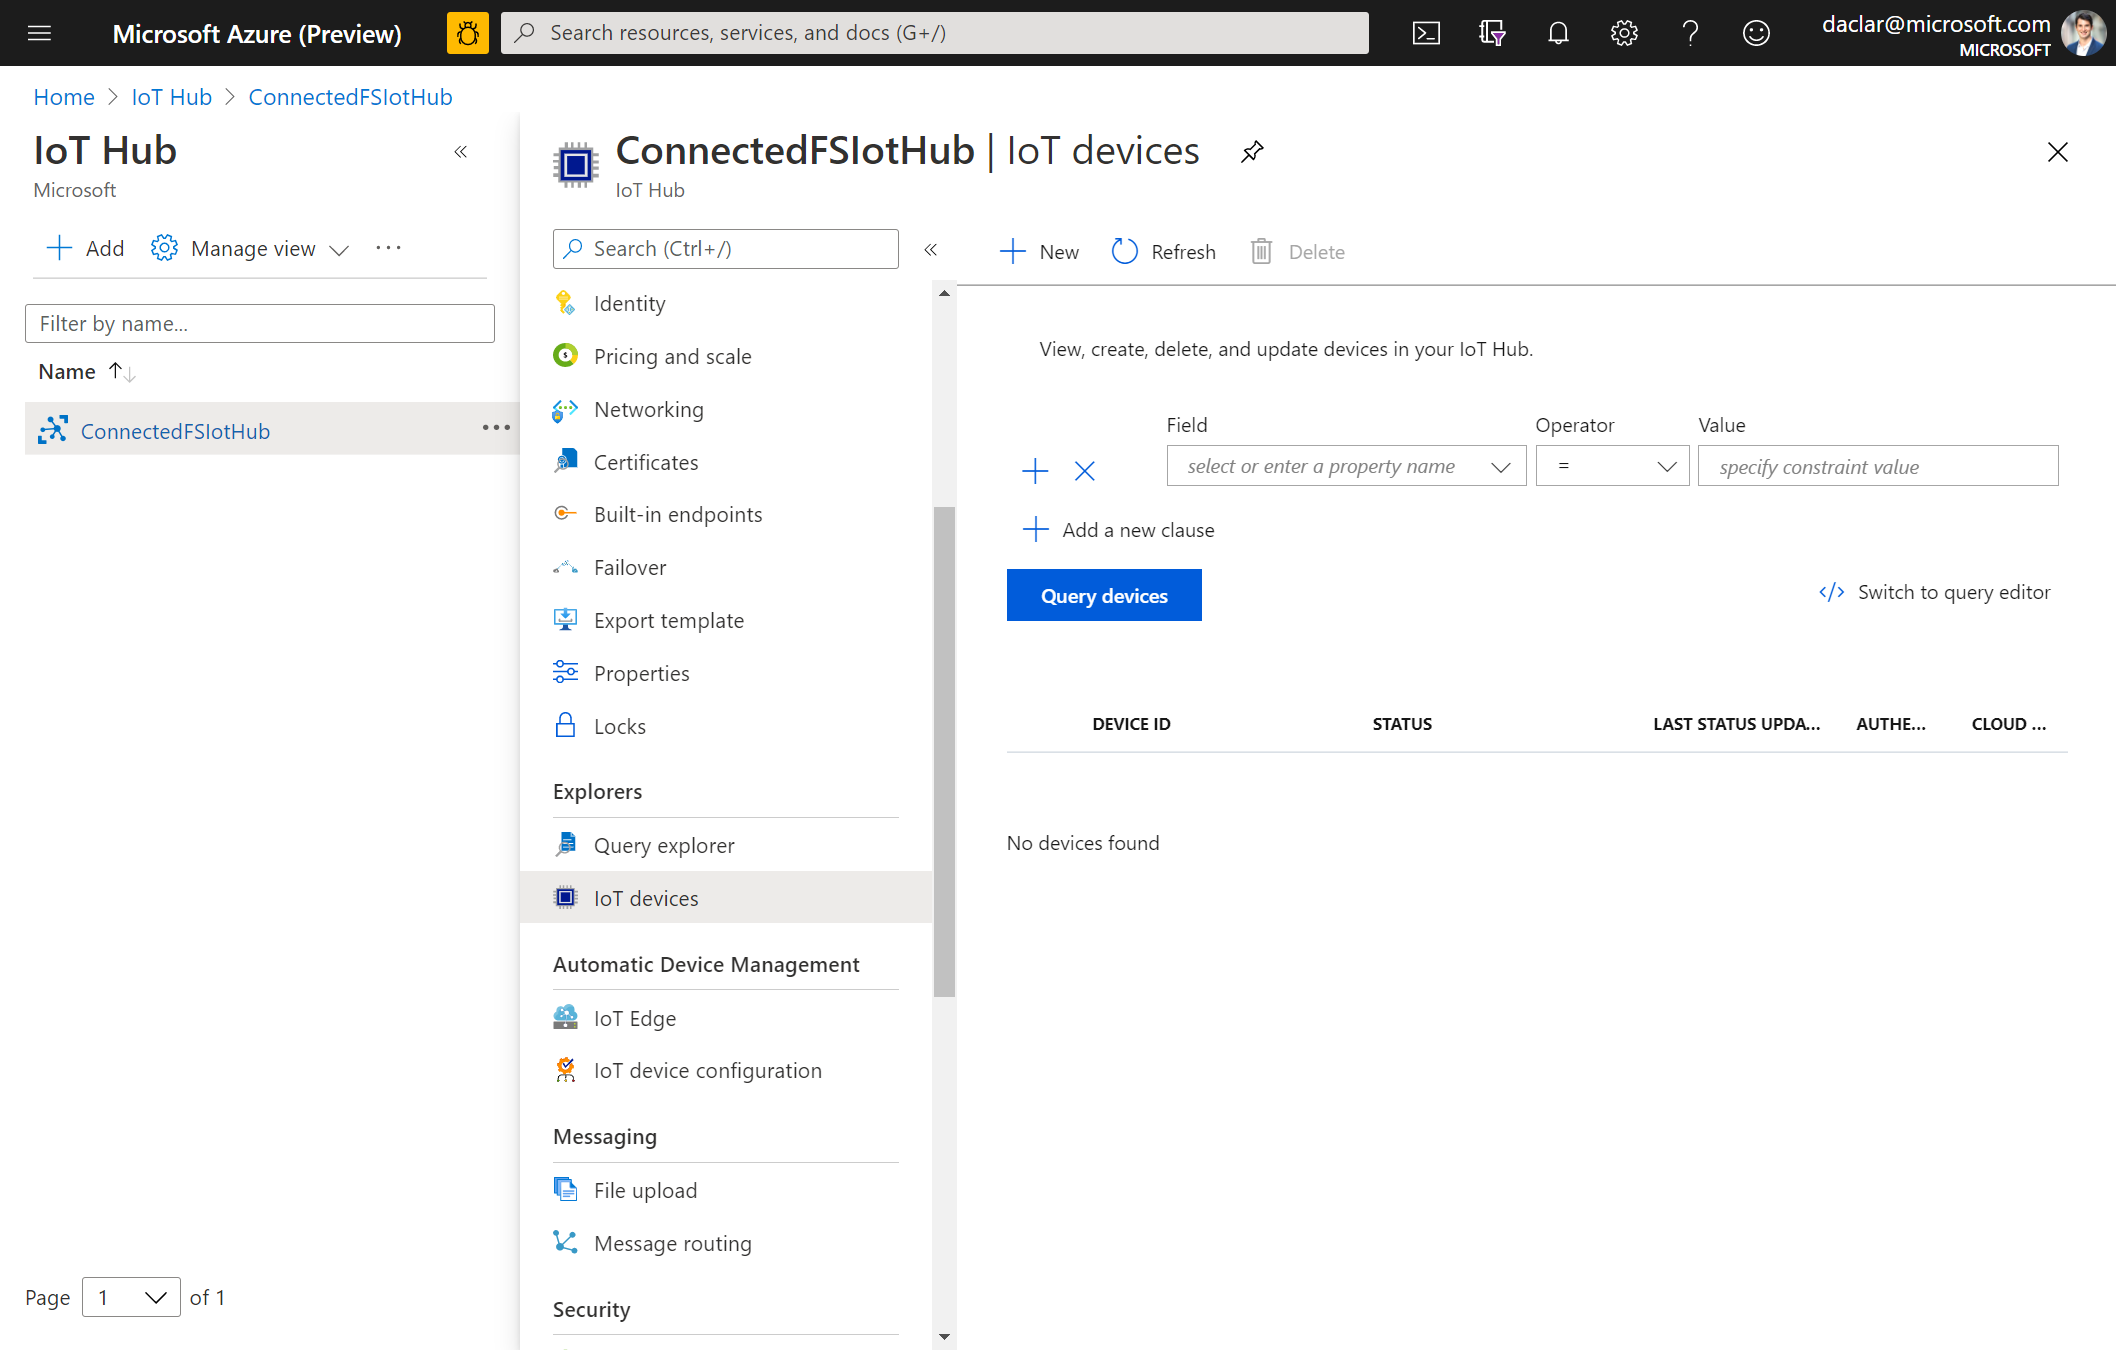 Microsoft Azure (Preview)
Search resources, services, and docs (G+/)
daclar@microsoft.com
MICROSOFT
Home > IoT Hub > ConnectedFSIotHub
IoT Hub
Microsoft
Add
Manage view
Filter by name...
Name
ConnectedFSIotHub
Page 1 of 1
ConnectedFSIotHub | IoT devices
IoT Hub
Search (Ctrl+/)
Identity
Pricing and scale
Networking
Certificates
Built-in endpoints
Failover
Export template
Properties
Locks
Explorers
Query explorer
IoT devices
Automatic Device Management
IoT Edge
IoT device configuration
Messaging
File upload
Message routing
Security
New
Refresh
Delete
View, create, delete, and update devices in your IoT Hub.
Field
Operator
Value
select or enter a property name
=
specify constraint value
Add a new clause
Query devices
</> Switch to query editor
DEVICE ID
STATUS
LAST STATUS UPDA...
AUTHE...
CLOUD ...
No devices found